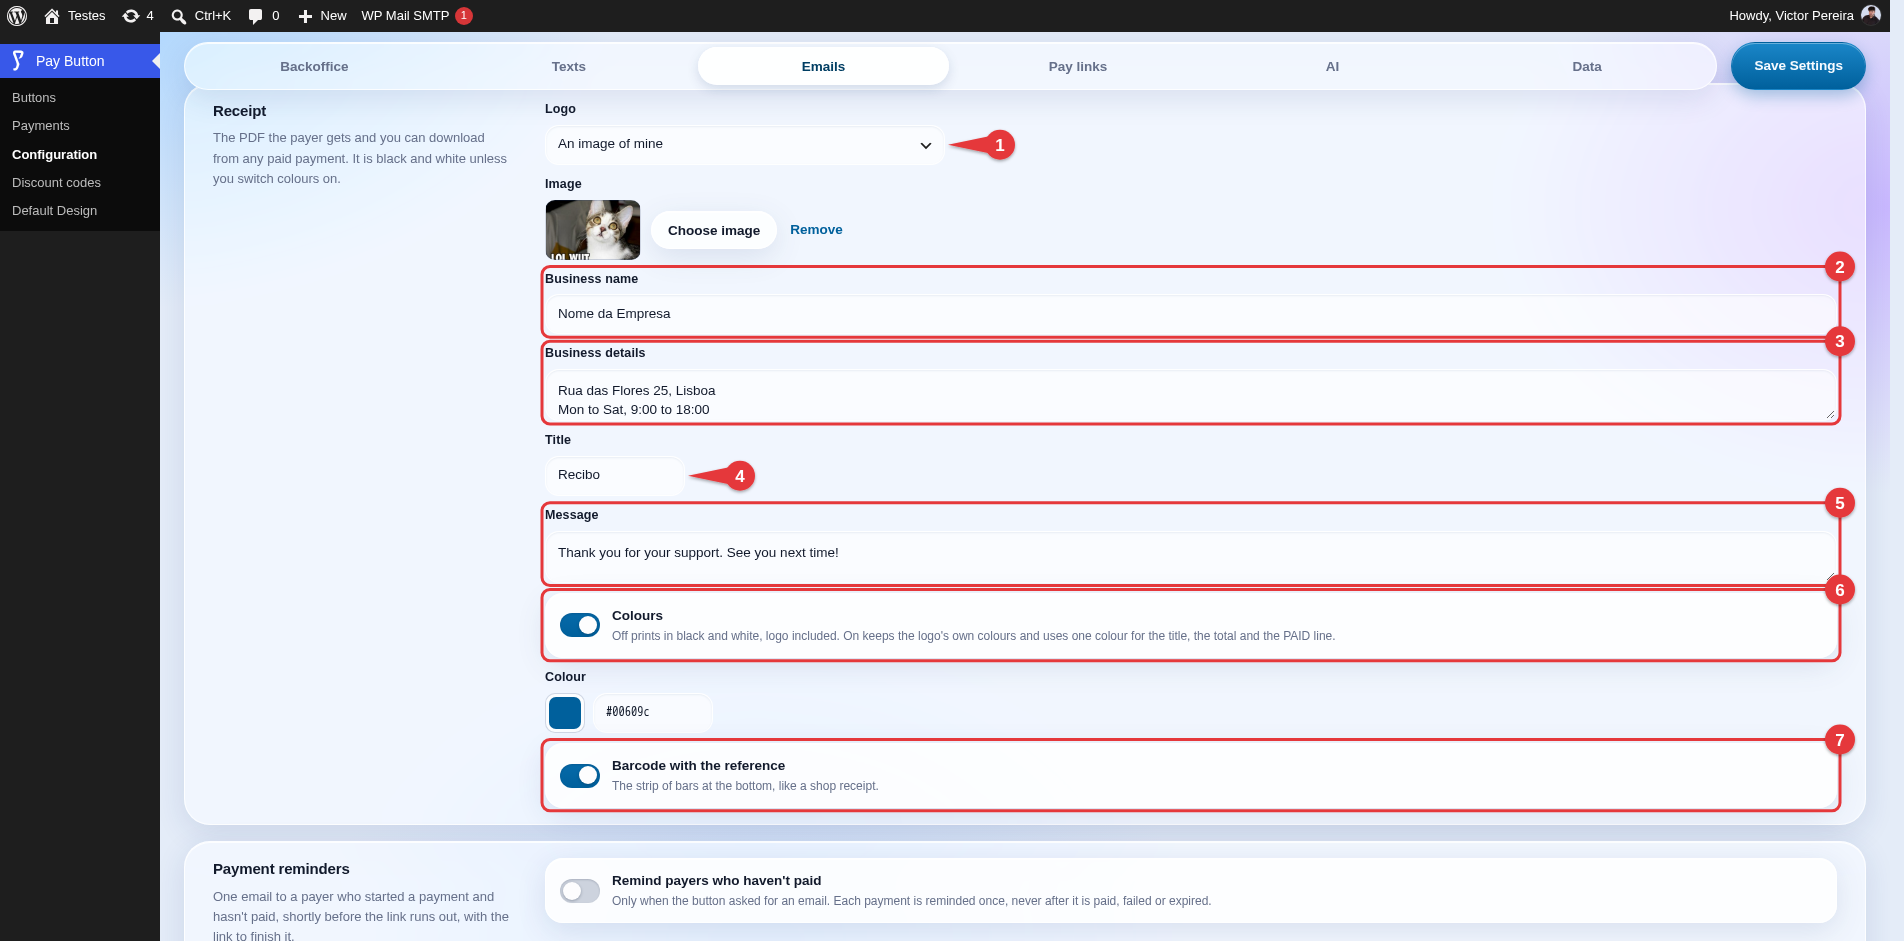 Testes
4
Ctrl+K
0
New
WP Mail SMTP
1
Howdy, Victor Pereira
Pay Button
Buttons
Payments
Configuration
Discount codes
Default Design
Backoffice
Texts
Emails
Pay links
AI
Data
Save Settings
Receipt
The PDF the payer gets and you can download
from any paid payment. It is black and white unless
you switch colours on.
Logo
An image of mine
1
Image
LOL WUT
Choose image
Remove
2
Business name
Nome da Empresa
3
Business details
Rua das Flores 25, Lisboa
Mon to Sat, 9:00 to 18:00
Title
Recibo
4
5
Message
Thank you for your support. See you next time!
6
Colours
Off prints in black and white, logo included. On keeps the logo's own colours and uses one colour for the title, the total and the PAID line.
Colour
#00609c
7
Barcode with the reference
The strip of bars at the bottom, like a shop receipt.
Payment reminders
One email to a payer who started a payment and
hasn't paid, shortly before the link runs out, with the
link to finish it.
Remind payers who haven't paid
Only when the button asked for an email. Each payment is reminded once, never after it is paid, failed or expired.